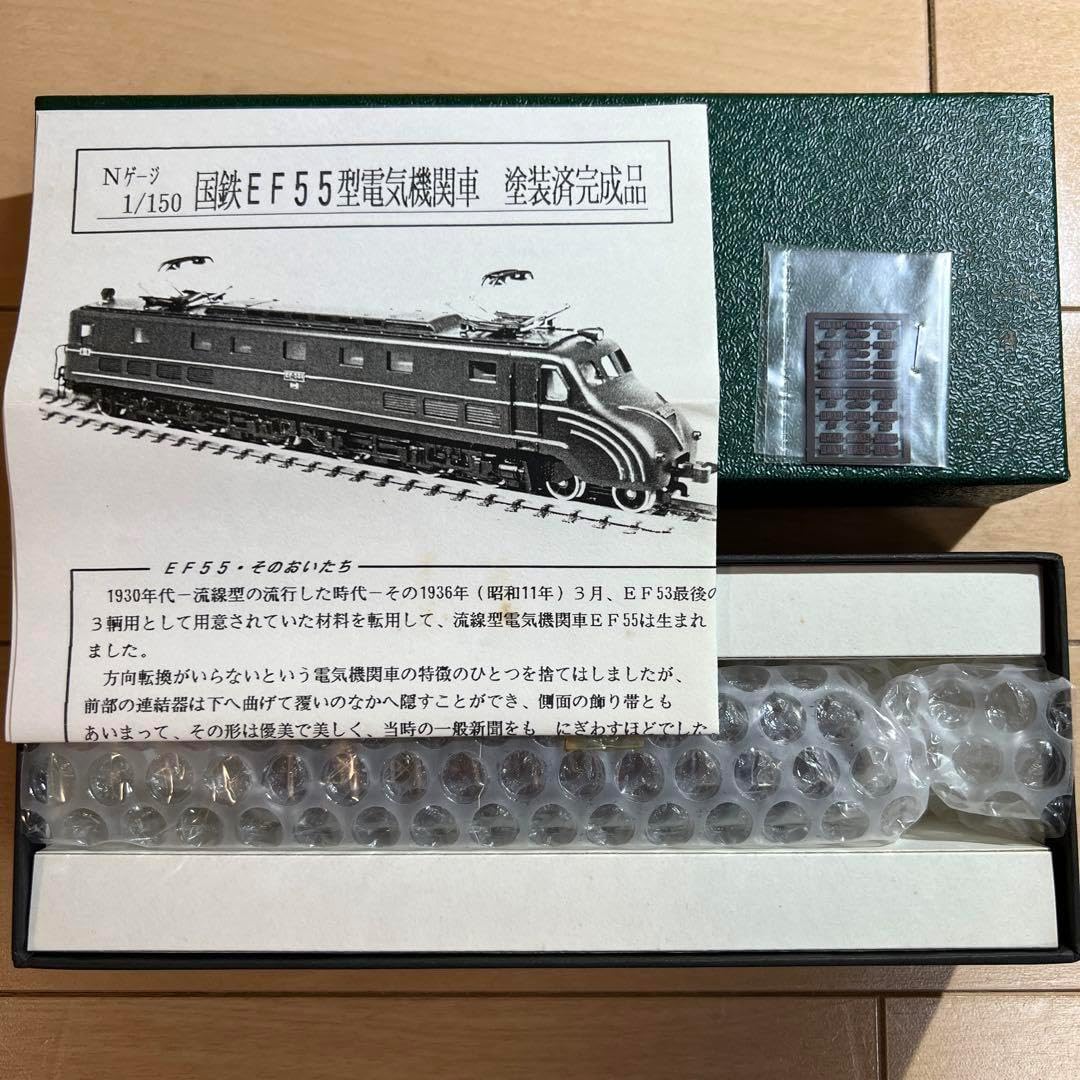 Nゲージ
1/150 国鉄EF55型電気機関車 塗装済完成品
EF55・そのおいたち
1930年代−流線型の流行した時代−その1936年(昭和11年)3月、EF53最後の
3輌用として用意されていた材料を転用して、流線型電気機関車EF55は生まれ
ました。
方向転換がいらないという電気機関車の特徴のひとつを捨てはしましたが、
前部の連結器は下へ曲げて覆いのなかへ隠すことができ、側面の飾り帯とも
あいまって、その形は優美で美しく、当時の一般新聞をも にぎわすほどでした